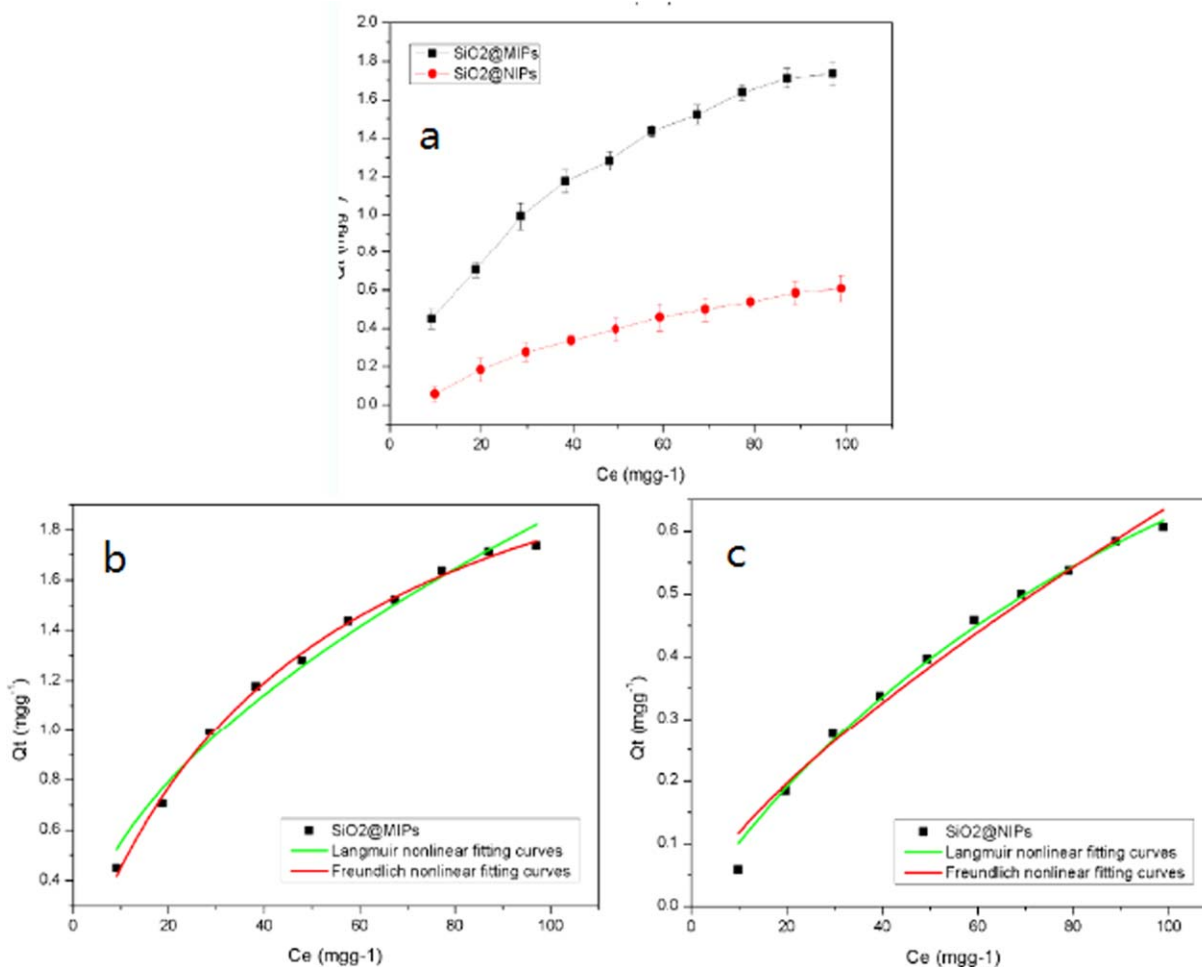 2.0
1.8
1.6
1.4
1.2
1.0
0.8
0.6
0.4
0.2
0.0
SiO2@MIPs
SiO2@NIPs
a
0 20 40 60 80 100
Ce (mgg-1)
1.8
1.6
1.4
1.2
1.0
0.8
0.6
0.4
Qt (mgg-1)
b
SiO2@MIPs
Langmuir nonlinear fitting curves
Freundlich nonlinear fitting curves
0 20 40 60 80 100
Ce (mgg-1)
0.6
0.5
0.4
0.3
0.2
0.1
0.0
Qt (mgg-1)
c
SiO2@NIPs
Langmuir nonlinear fitting curves
Freundlich nonlinear fitting curves
0 20 40 60 80 100
Ce (mgg-1)